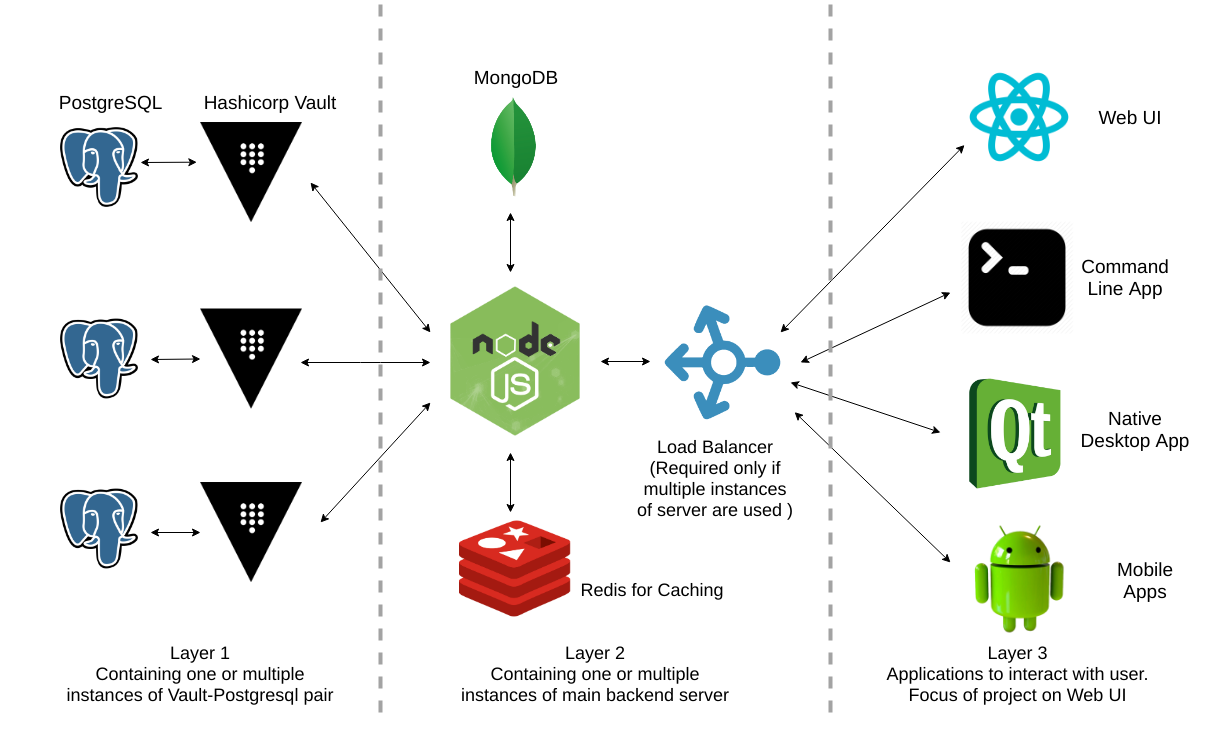 MongoDB
PostgreSQL
Hashicorp Vault
Web UI
Command
Line App
node
JS
Native
Desktop App
Qt
Load Balancer
(Required only if
multiple instances
of server are used )
Mobile
Apps
Redis for Caching
Layer 1
Containing one or multiple
instances of Vault-Postgresql pair
Layer 2
Containing one or multiple
instances of main backend server
Layer 3
Applications to interact with user.
Focus of project on Web UI